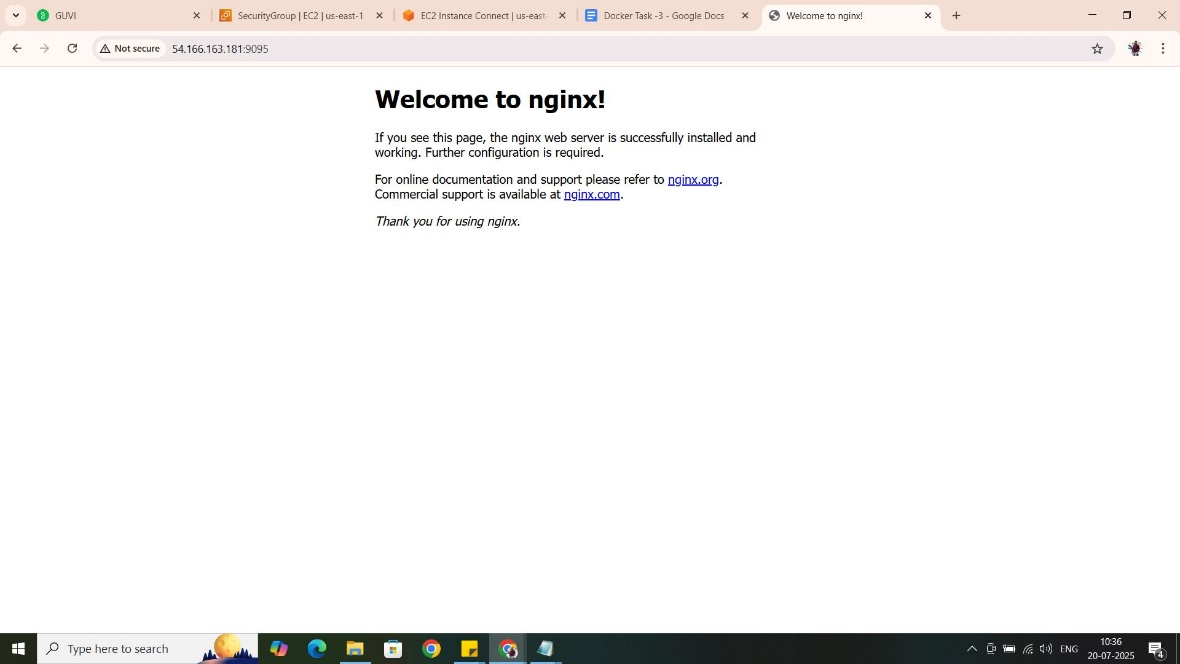 GUVI
SecurityGroup | EC2 | us-east-1
EC2 Instance Connect | us-east-
Docker Task -3 - Google Docs
Welcome to nginx!
Not secure
54.166.163.181:9095
Welcome to nginx!
If you see this page, the nginx web server is successfully installed and
working. Further configuration is required.
For online documentation and support please refer to nginx.org.
Commercial support is available at nginx.com.
Thank you for using nginx.
Type here to search
ENG
10:36
20-07-2025
4